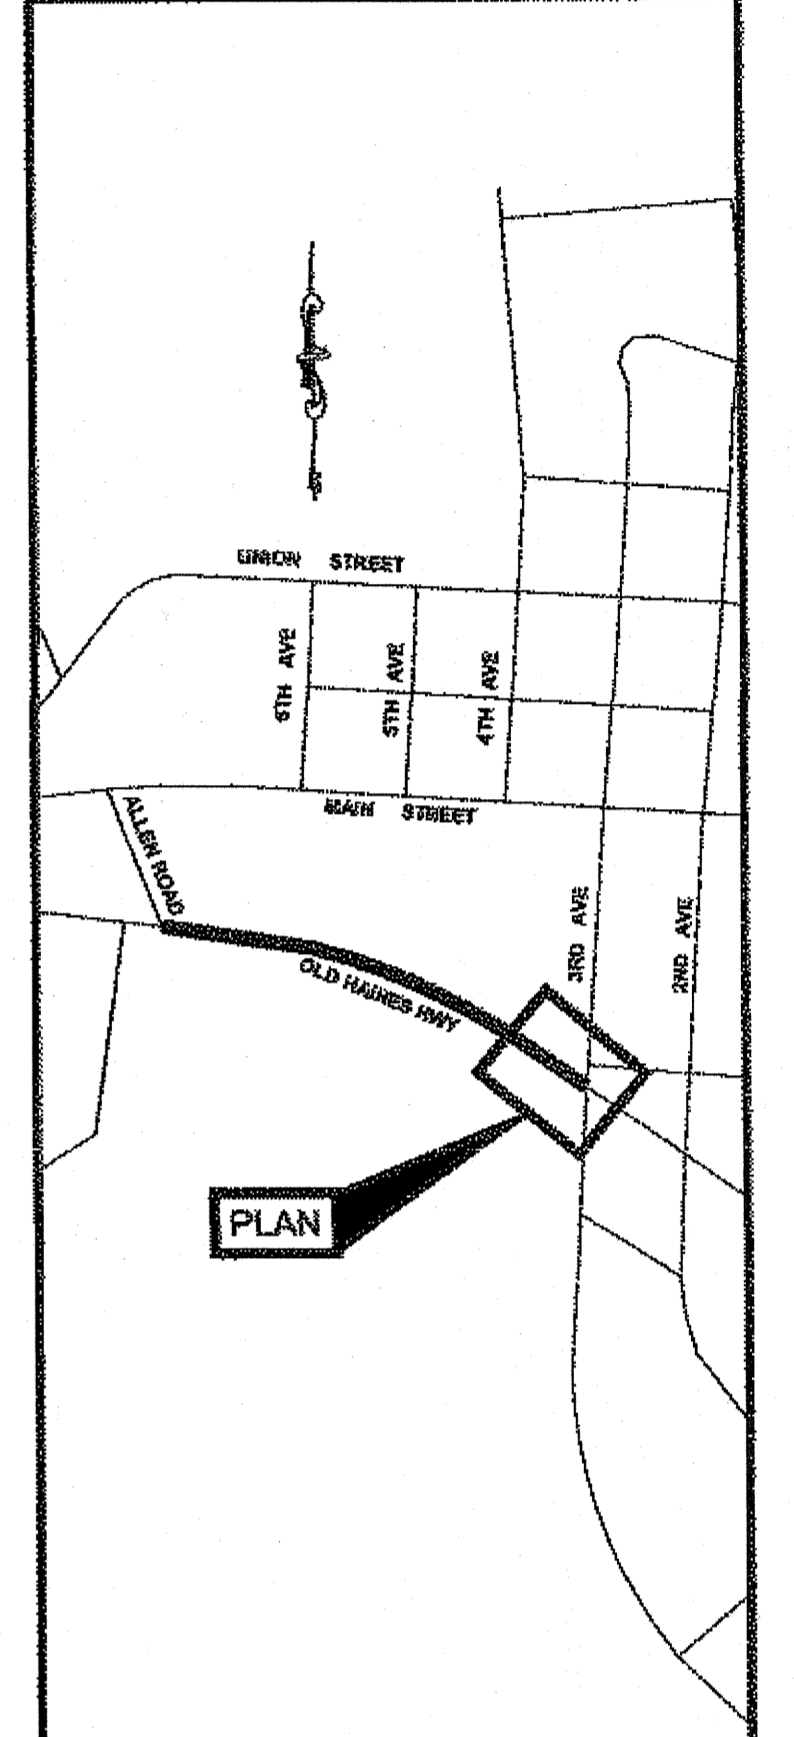 UNION STREET
6TH AVE
5TH AVE
4TH AVE
MAIN STREET
ALLEN ROAD
3RD AVE
2ND AVE
OLD HAINES HWY
PLAN